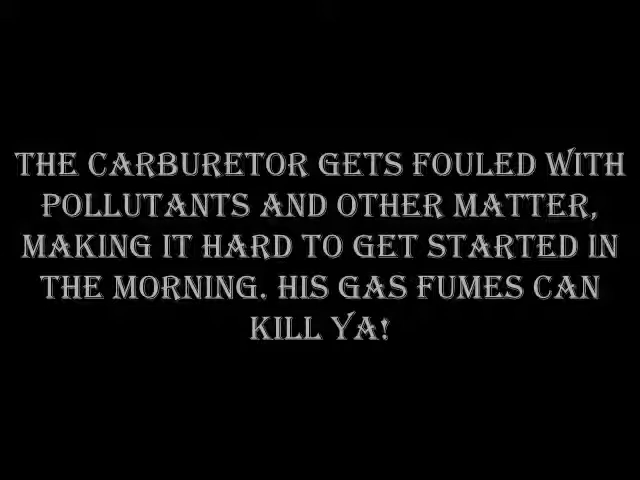 THE CARBURETOR GETS FOULED WITH
POLLUTANTS AND OTHER MATTER,
MAKING IT HARD TO GET STARTED IN
THE MORNING. HIS GAS FUMES CAN
KILL YA!